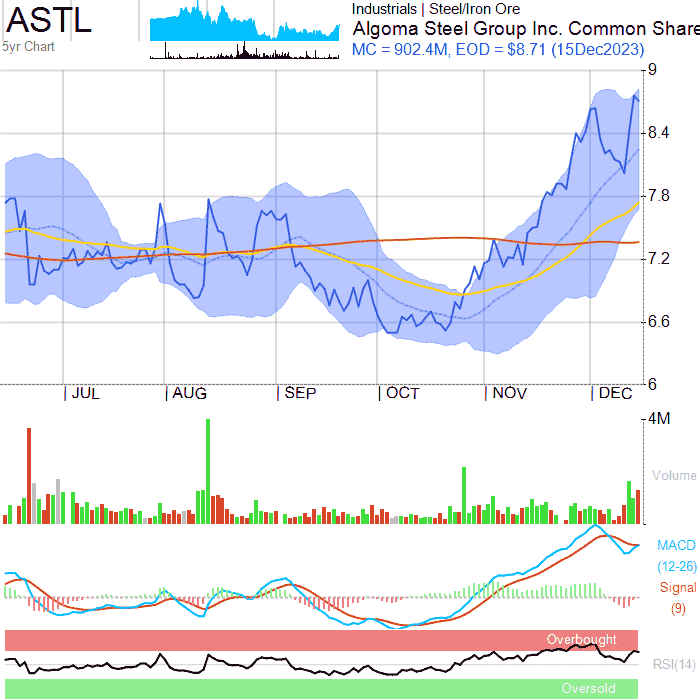 ASTL
5yr Chart
Industrials | Steel/Iron Ore
Algoma Steel Group Inc. Common Share
MC = 902.4M, EOD = $8.71 (15Dec2023)
9
8.4
7.8
7.2
6.6
6
| JUL | AUG | SEP | OCT | NOV | DEC
4M
Volume
MACD
(12-26)
Signal
(9)
Overbought
RSI(14)
Oversold